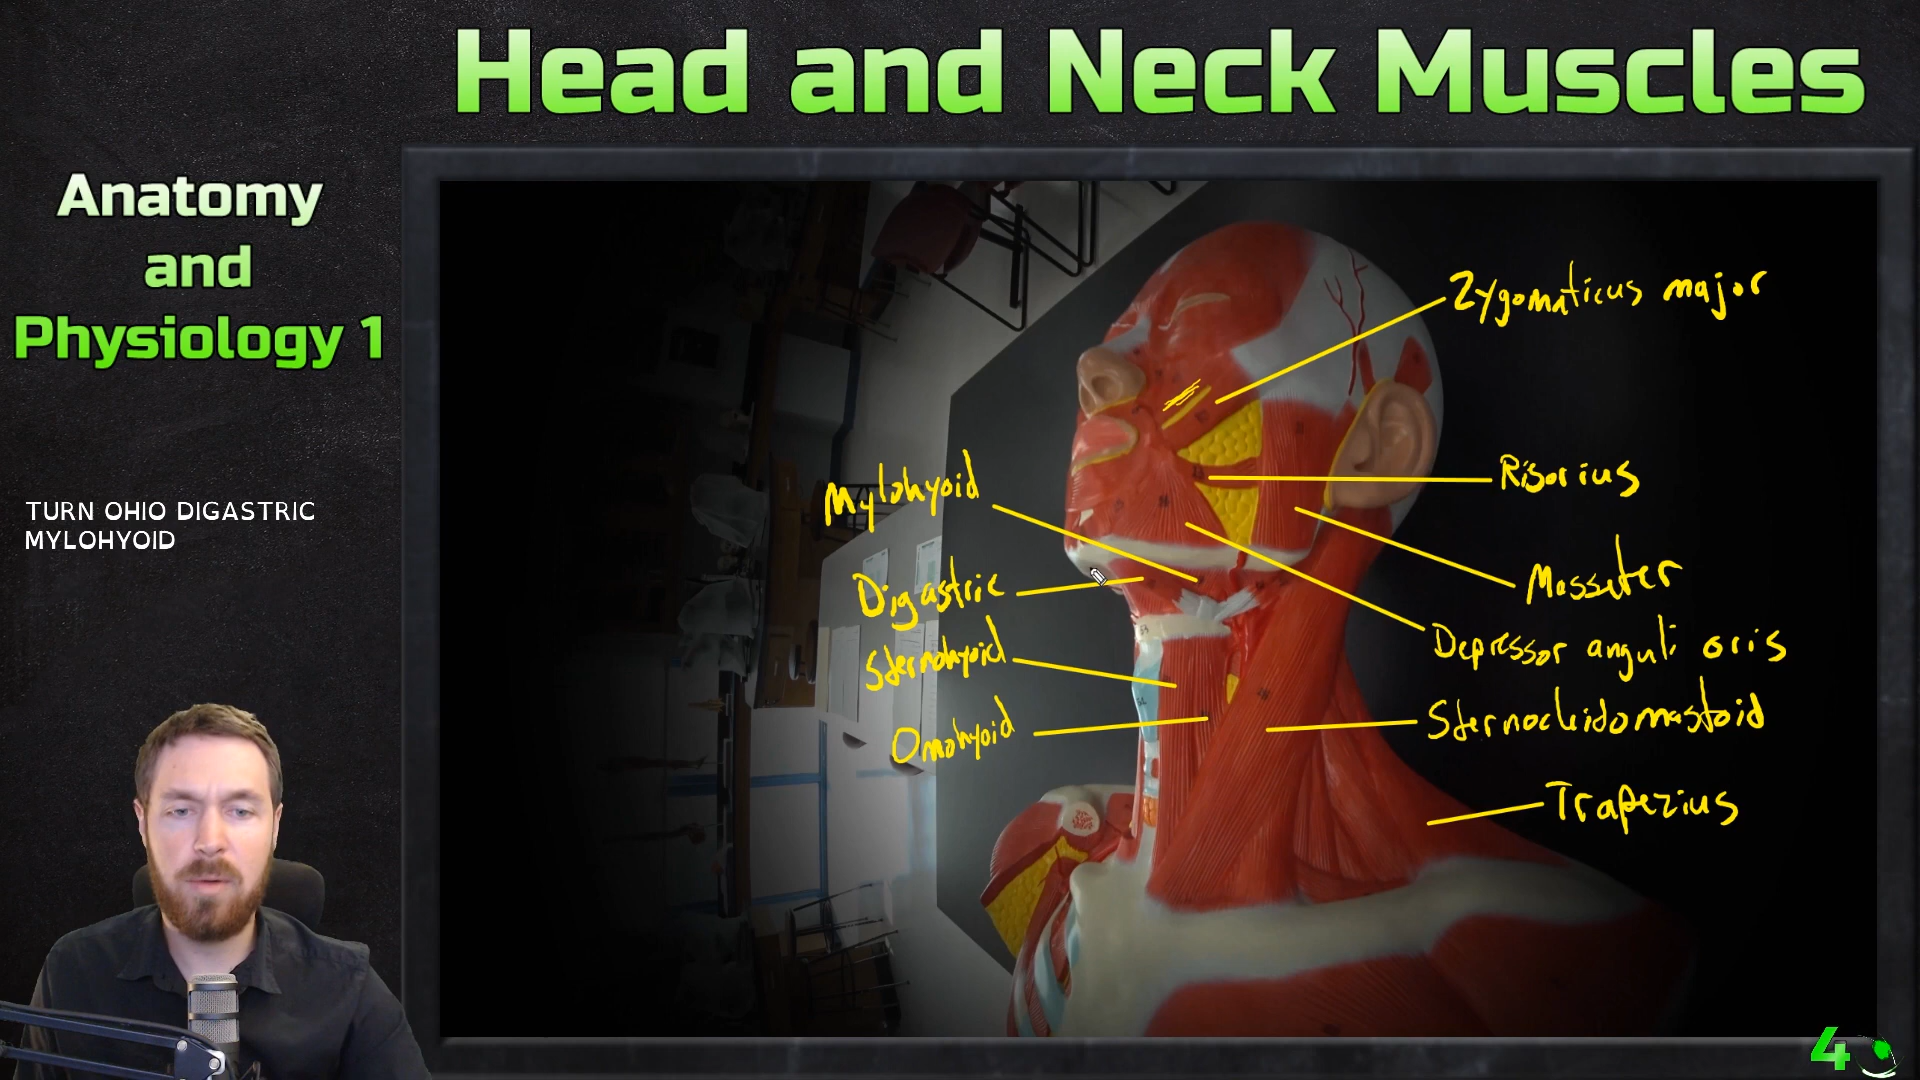 Head and Neck Muscles
Anatomy
and
Physiology 1
TURN OHIO DIGASTRIC
MYLOHYOID
Zygomaticus major
Mylohyoid
Risorius
Digastric
Masseter
Sternohyoid
Depressor anguli oris
Omohyoid
Sternocleidomastoid
Trapezius
4